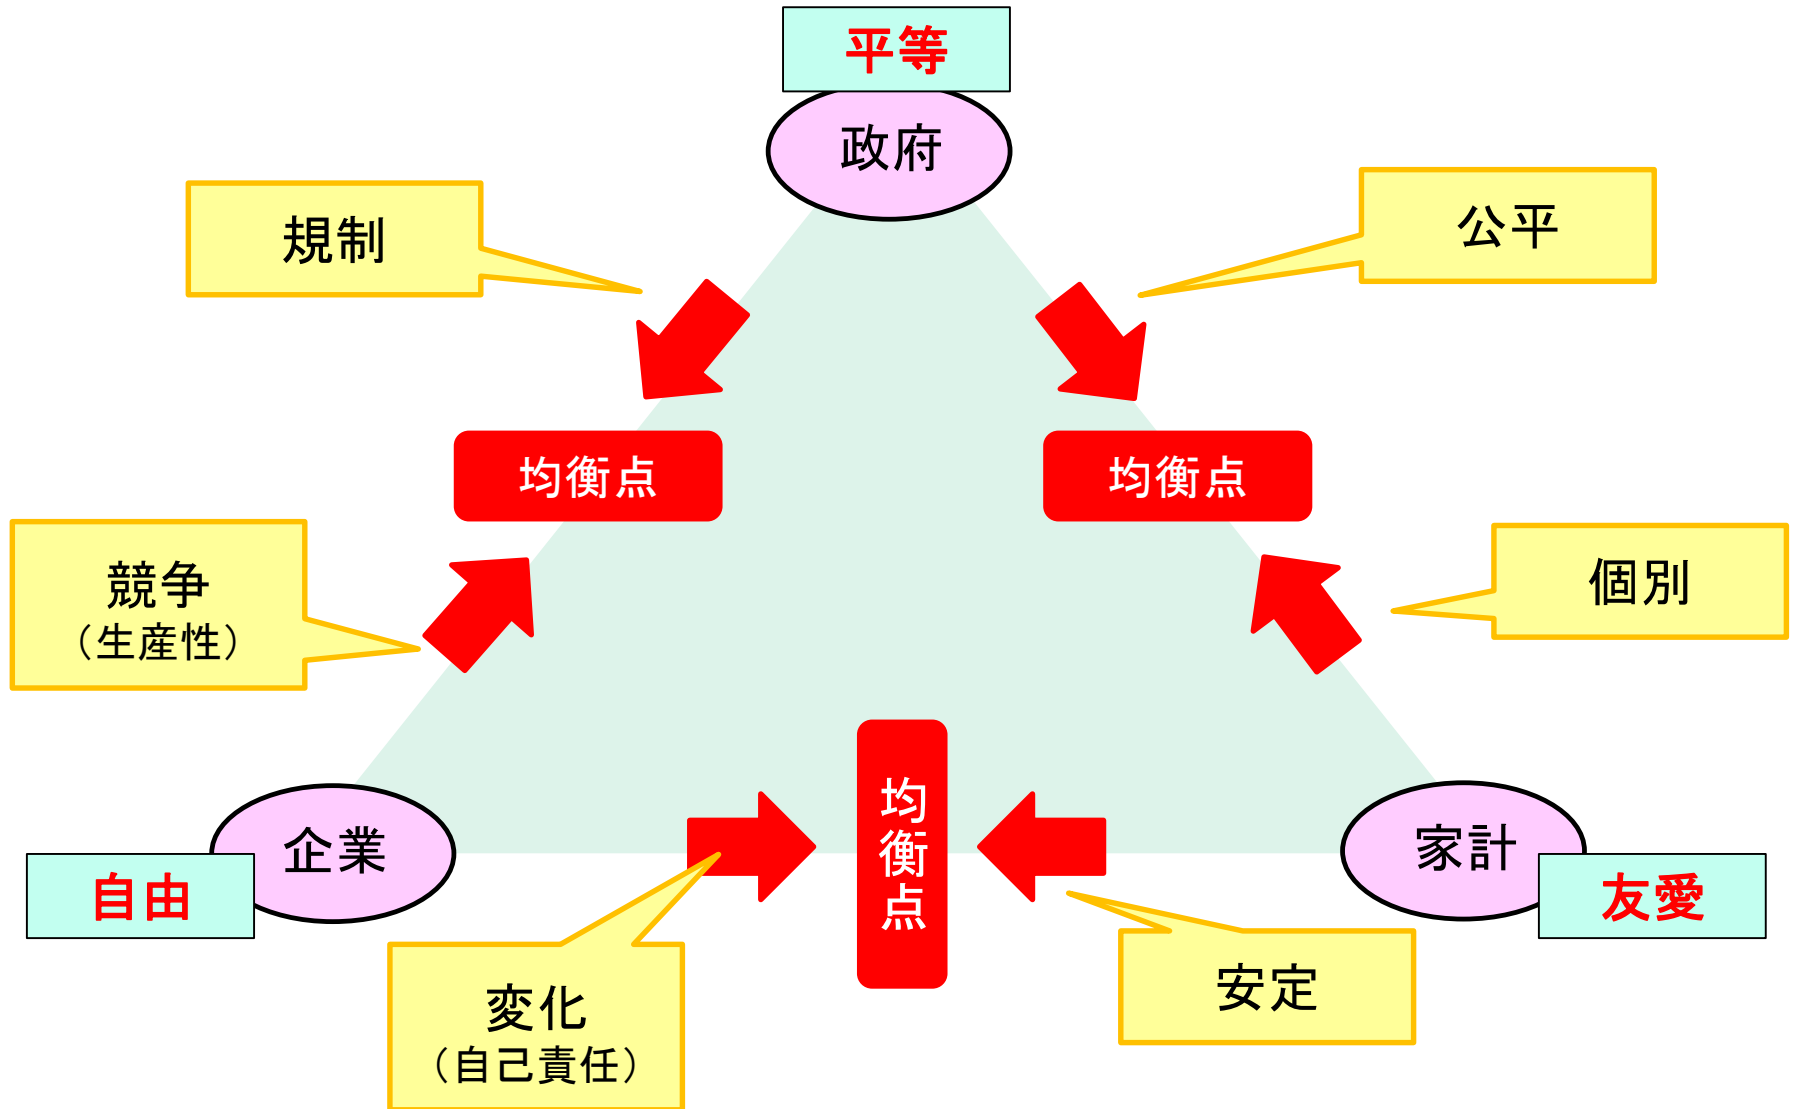 平等
政府
規制
公平
均衡点
均衡点
競争
（生産性）
個別
均衡点
企業
家計
自由
友愛
変化
（自己責任）
安定